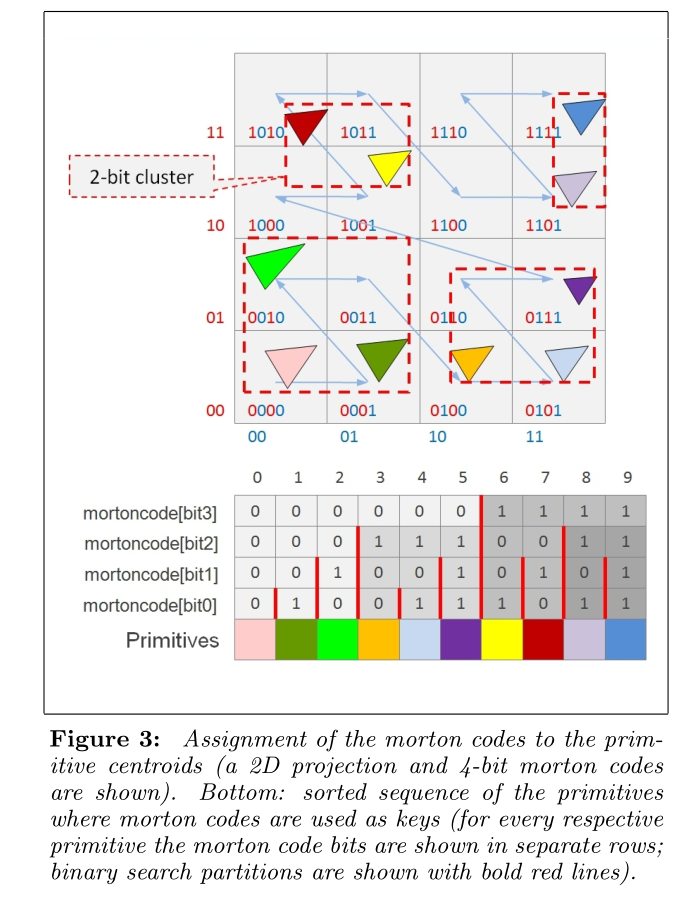 11 1010 1011 1110 1111
2-bit cluster
10 1000 1001 1100 1101
01 0010 0011 0110 0111
00 0000 0001 0100 0101
00 01 10 11
0 1 2 3 4 5 6 7 8 9
mortoncode[bit3] 0 0 0 0 0 0 1 1 1 1
mortoncode[bit2] 0 0 0 1 1 1 0 0 1 1
mortoncode[bit1] 0 0 1 0 0 1 0 1 0 1
mortoncode[bit0] 0 1 0 0 1 1 1 0 1 1
Primitives
Figure 3: Assignment of the morton codes to the prim-
itive centroids (a 2D projection and 4-bit morton codes
are shown). Bottom: sorted sequence of the primitives
where morton codes are used as keys (for every respective
primitive the morton code bits are shown in separate rows;
binary search partitions are shown with bold red lines).